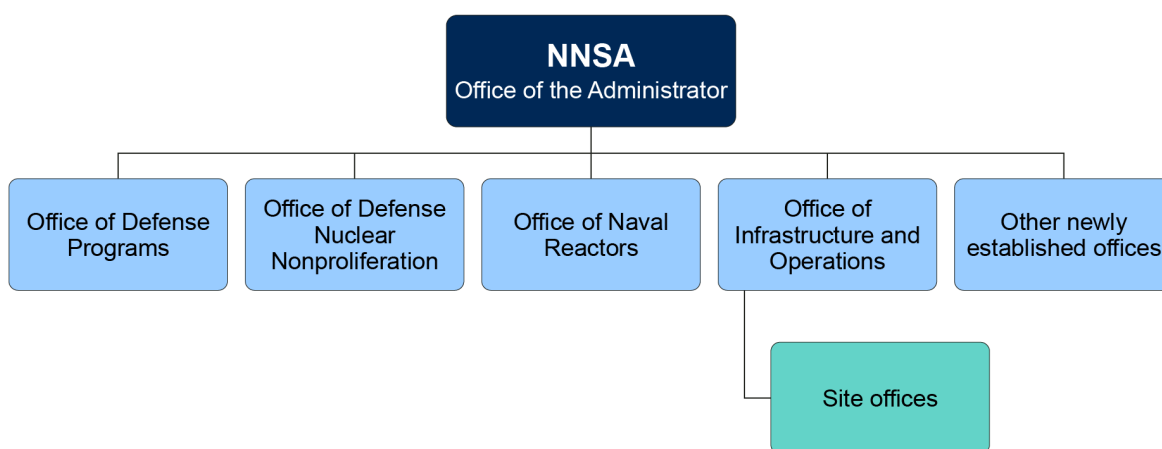 NNSA
Office of the Administrator
Office of Defense
Programs
Office of Defense
Nuclear
Nonproliferation
Office of Naval
Reactors
Office of
Infrastructure and
Operations
Other newly
established offices
Site offices